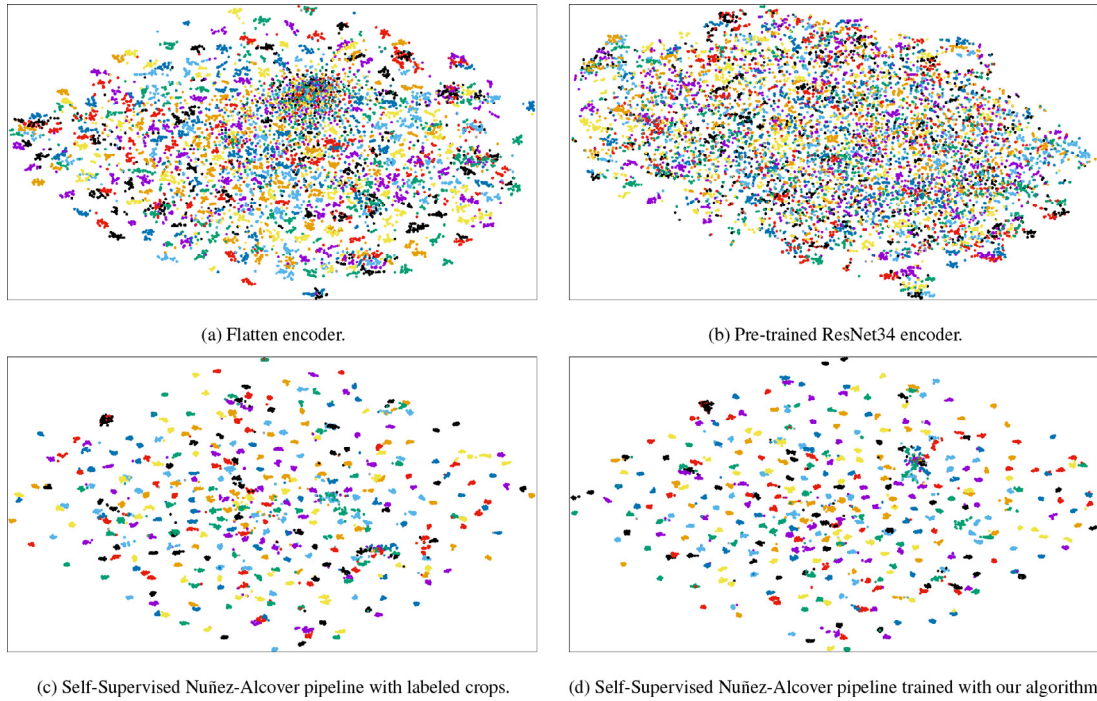 (a) Flatten encoder.
(b) Pre-trained ResNet34 encoder.
(c) Self-Supervised Nuñez-Alcover pipeline with labeled crops.
(d) Self-Supervised Nuñez-Alcover pipeline trained with our algorithm